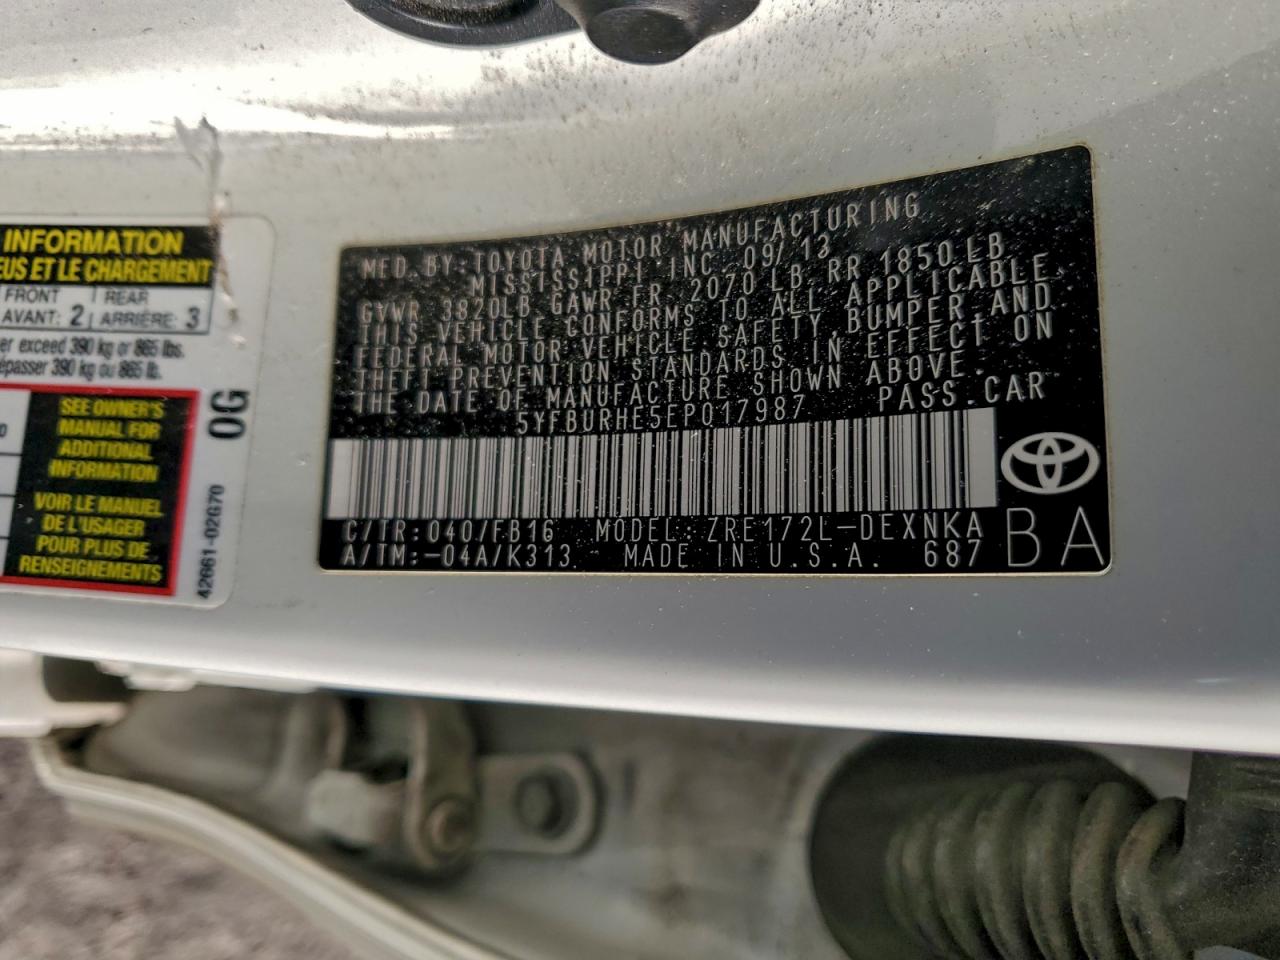 INFORMATION
EUS ET LE CHARGEMENT
FRONT REAR
AVANT: 2 ARRIÈRE: 3
exceed 390 kg or 865 lbs.
390 kg ou 865 lb.
SEE OWNER'S
MANUAL FOR
ADDITIONAL
INFORMATION
VOIR LE MANUEL
DE L'USAGER
POUR PLUS DE
RENSEIGNEMENTS
0G
42661-02G70
MFD. BY: TOYOTA MOTOR MANUFACTURING
MISSISSIPPI INC. 09/13
GVWR 3820LB GAWR FR 2070 LB, RR 1850 LB
THIS VEHICLE CONFORMS TO ALL APPLICABLE
FEDERAL MOTOR VEHICLE SAFETY, BUMPER, AND
THEFT PREVENTION STANDARDS IN EFFECT ON
THE DATE OF MANUFACTURE SHOWN ABOVE.
5YFBURHE5EP017987 PASS. CAR
C/TR: 040/FB16 MODEL: ZRE172L-DEXNKA
A/TM:-04A/K313 MADE IN U.S.A. 687
BA